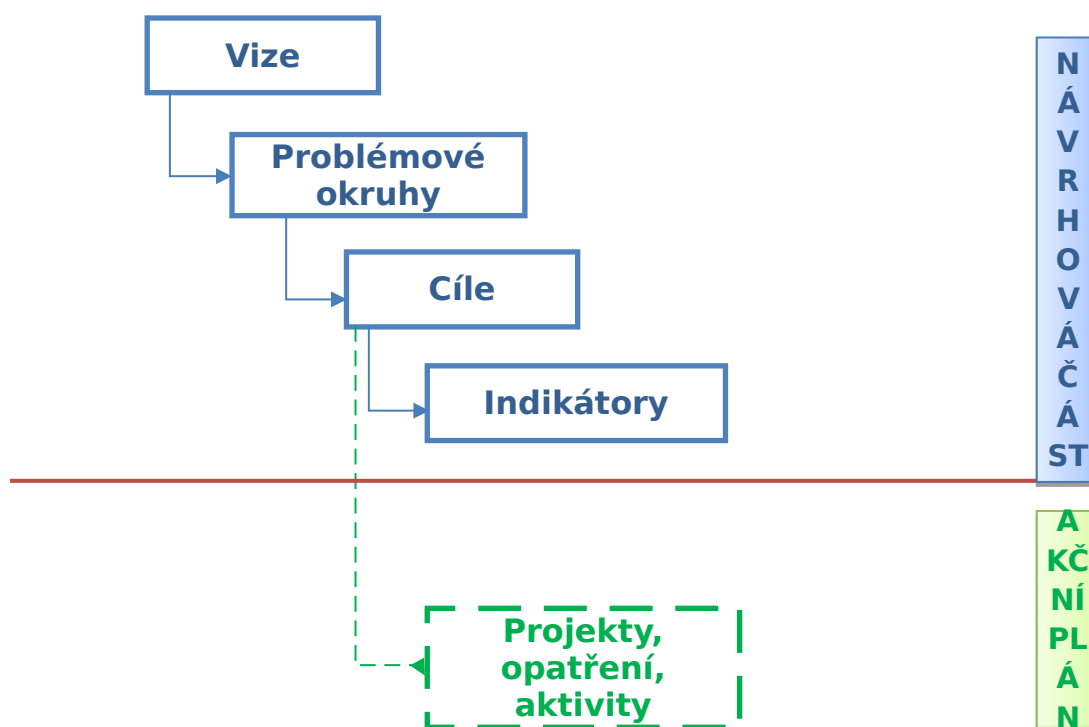 Vize
Problémové
okruhy
Cíle
Indikátory
Projekty,
opatření,
aktivity
N
Á
V
R
H
O
V
Á
Č
Á
ST
A
KČ
NÍ
PL
Á
N